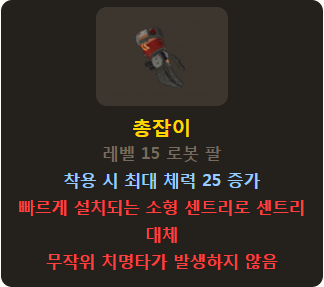 총잡이
레벨 15 로봇 팔
착용 시 최대 체력 25 증가
빠르게 설치되는 소형 센트리로 센트리
대체
무작위 치명타가 발생하지 않음